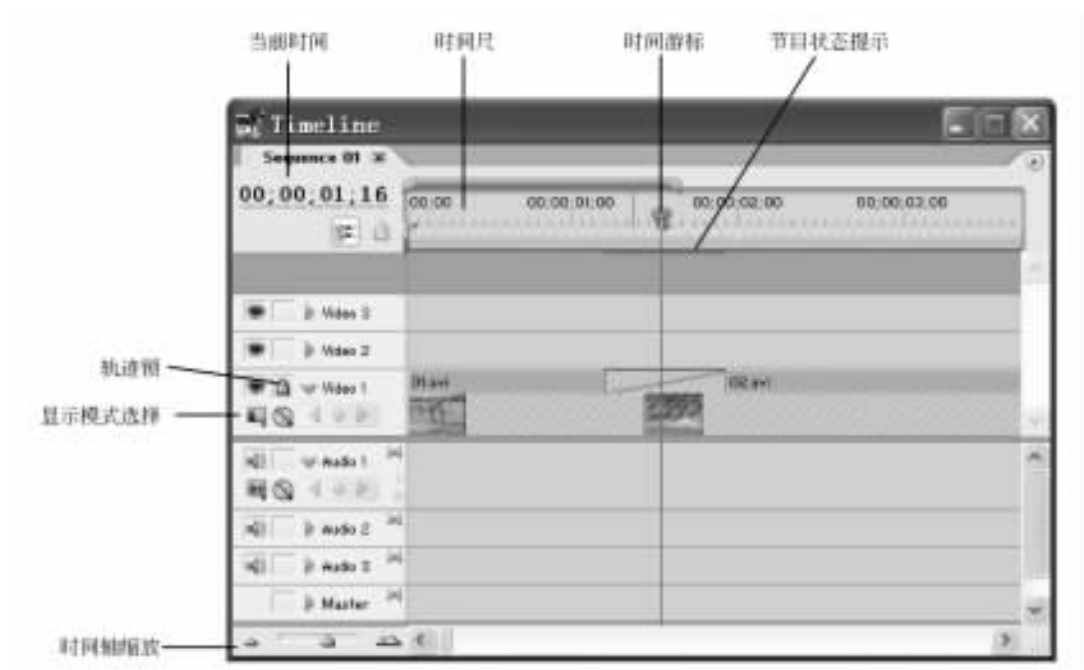 当前时间
时间尺
时间游标
节目状态提示
Timeline
Sequence 01
00;00;01;16
00;00
00;00;01;00
00;00;02;00
00;00;03;00
Video 3
Video 2
轨迹锁
Video 1
01.avi
02.avi
显示模式选择
Audio 1
Audio 2
Audio 3
Master
时间轴缩放